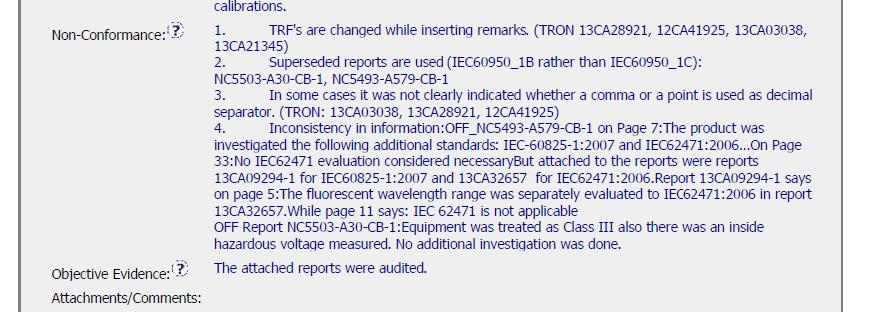 calibrations.
Non-Conformance: ? 1. TRF's are changed while inserting remarks. (TRON 13CA28921, 12CA41925, 13CA03038,
13CA21345)
2. Superseded reports are used (IEC60950_1B rather than IEC60950_1C):
NC5503-A30-CB-1, NC5493-A579-CB-1
3. In some cases it was not clearly indicated whether a comma or a point is used as decimal
separator. (TRON: 13CA03038, 13CA28921, 12CA41925)
4. Inconsistency in information:OFF_NC5493-A579-CB-1 on Page 7:The product was
investigated the following additional standards: IEC-60825-1:2007 and IEC62471:2006...On Page
33:No IEC62471 evaluation considered necessaryBut attached to the reports were reports
13CA09294-1 for IEC60825-1:2007 and 13CA32657 for IEC62471:2006.Report 13CA09294-1 says
on page 5:The fluorescent wavelength range was separately evaluated to IEC62471:2006 in report
13CA32657.While page 11 says: IEC 62471 is not applicable
OFF Report NC5503-A30-CB-1:Equipment was treated as Class III also there was an inside
hazardous voltage measured. No additional investigation was done.
Objective Evidence: ? The attached reports were audited.
Attachments/Comments: